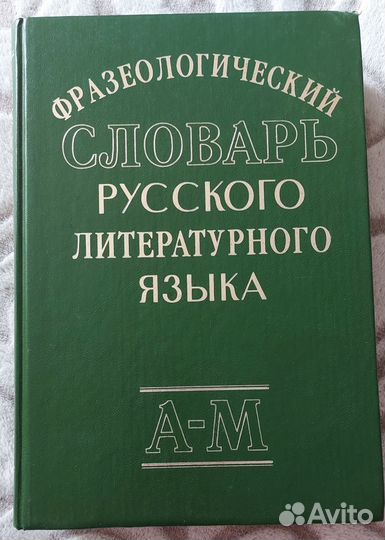 ФРАЗЕОЛОГИЧЕСКИЙ
СЛОВАРЬ
РУССКОГО
ЛИТЕРАТУРНОГО
ЯЗЫКА
А-М
Avito